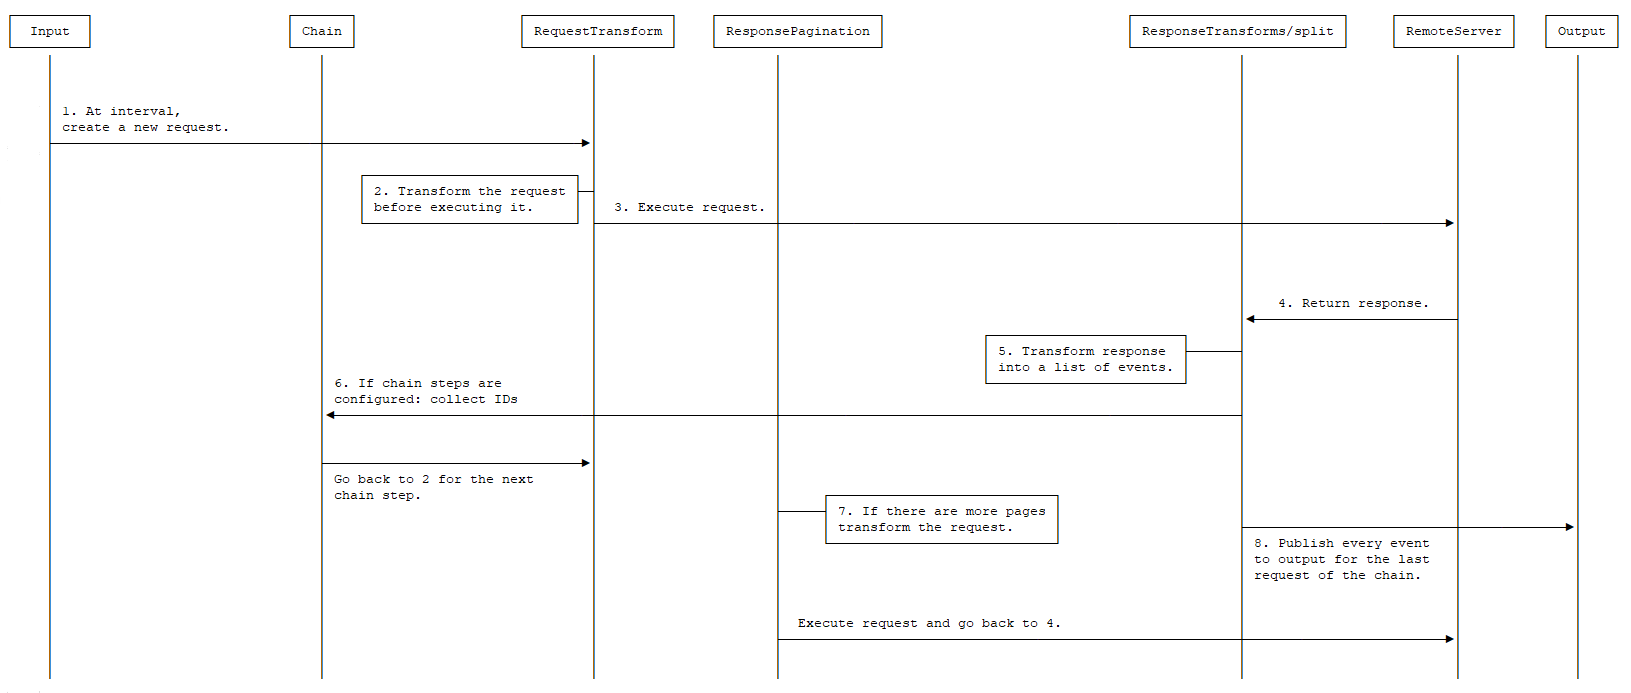 Input
Chain
RequestTransform
ResponsePagination
ResponseTransforms/split
RemoteServer
Output
1. At interval,
create a new request.
2. Transform the request
before executing it.
3. Execute request.
4. Return response.
5. Transform response
into a list of events.
6. If chain steps are
configured: collect IDs
Go back to 2 for the next
chain step.
7. If there are more pages
transform the request.
8. Publish every event
to output for the last
request of the chain.
Execute request and go back to 4.